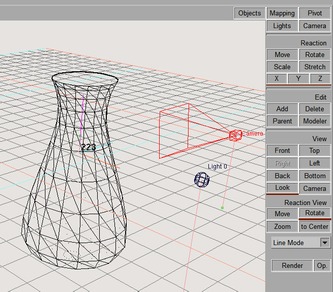 Objects Mapping Pivot
Lights Camera
Reaction
Move Rotate
Scale Stretch
X Y Z
Edit
Add Delete
Parent Modeler
View
Front Top
Right Left
Back Bottom
Look Camera
Reaction View
Move Rotate
Zoom to Center
Line Mode
Render Op
223
Light 0